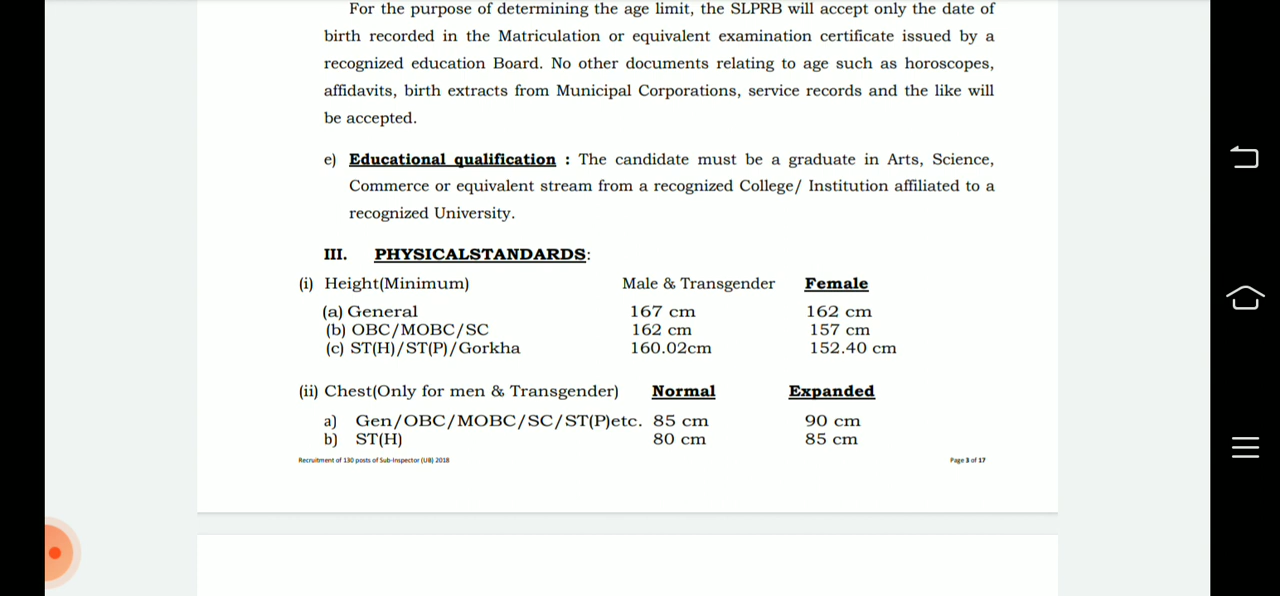 For the purpose of determining the age limit, the SLPRB will accept only the date of
birth recorded in the Matriculation or equivalent examination certificate issued by a
recognized education Board. No other documents relating to age such as horoscopes,
affidavits, birth extracts from Municipal Corporations, service records and the like will
be accepted.
e) Educational qualification : The candidate must be a graduate in Arts, Science,
Commerce or equivalent stream from a recognized College/ Institution affiliated to a
recognized University.
III. PHYSICALSTANDARDS:
(i) Height(Minimum) Male & Transgender Female
(a) General 167 cm 162 cm
(b) OBC/MOBC/SC 162 cm 157 cm
(c) ST(H)/ST(P)/Gorkha 160.02cm 152.40 cm
(ii) Chest(Only for men & Transgender) Normal Expanded
a) Gen/OBC/MOBC/SC/ST(P)etc. 85 cm 90 cm
b) ST(H) 80 cm 85 cm
Recruitment of 130 posts of Sub-Inspector (UB) 2018 Page 3 of 17